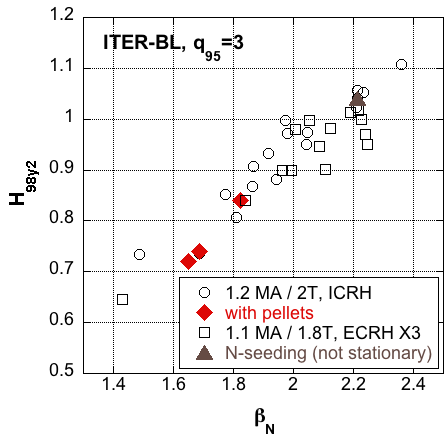 1.2
ITER-BL, q95=3
1.1
1
0.9
H98y2
0.8
0.7
0.6
0.5
1.2 MA / 2T, ICRH
with pellets
1.1 MA / 1.8T, ECRH X3
N-seeding (not stationary)
1.4 1.6 1.8 2 2.2 2.4
βN